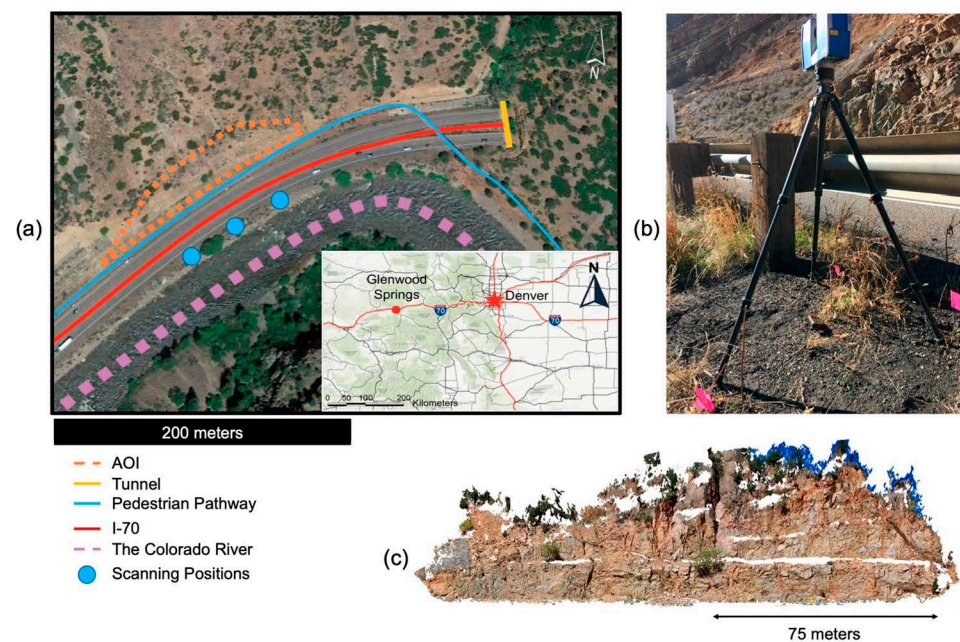 (a)
N
Glenwood
Springs
Denver
N
70
70
0 50 100 200
Kilometers
200 meters
AOI
Tunnel
Pedestrian Pathway
I-70
The Colorado River
Scanning Positions
(b)
(c)
75 meters